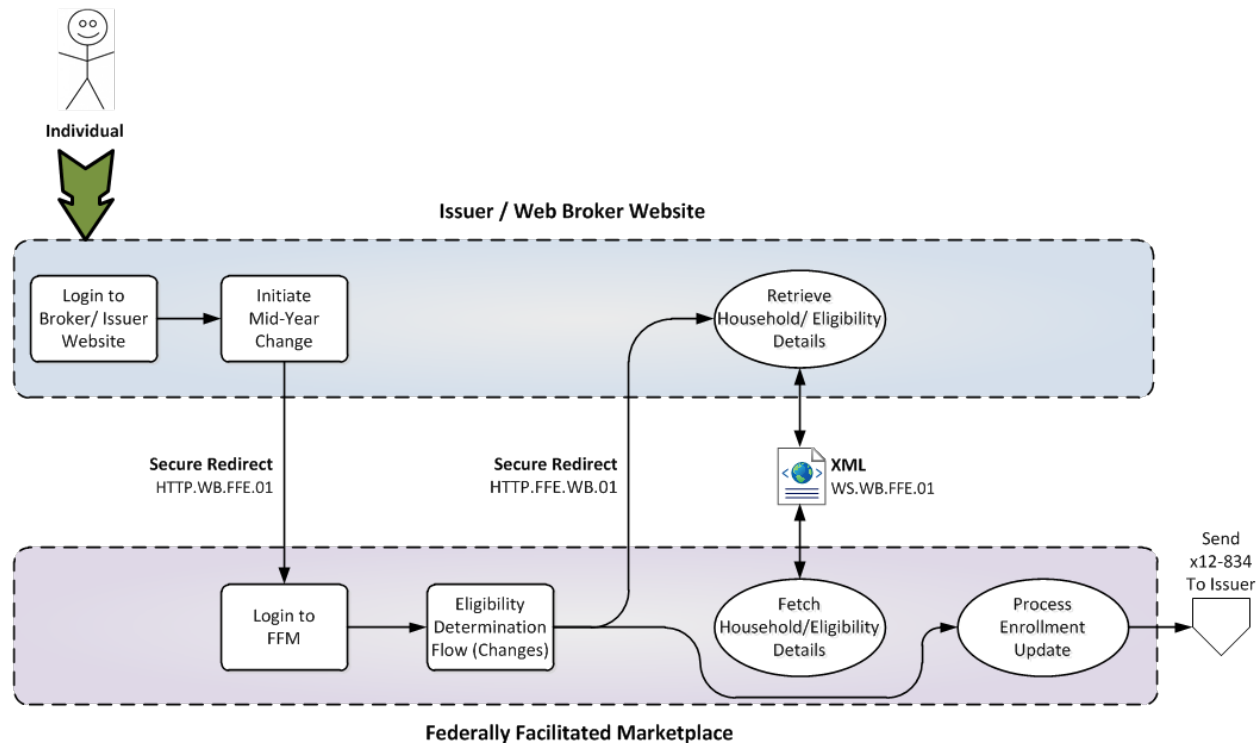 Individual
Issuer / Web Broker Website
Login to
Broker/ Issuer
Website
Initiate
Mid-Year
Change
Retrieve
Household/ Eligibility
Details
Secure Redirect
HTTP.WB.FFE.01
Secure Redirect
HTTP.FFE.WB.01
XML
WS.WB.FFE.01
Login to
FFM
Eligibility
Determination
Flow (Changes)
Fetch
Household/Eligibility
Details
Process
Enrollment
Update
Send
x12-834
To Issuer
Federally Facilitated Marketplace